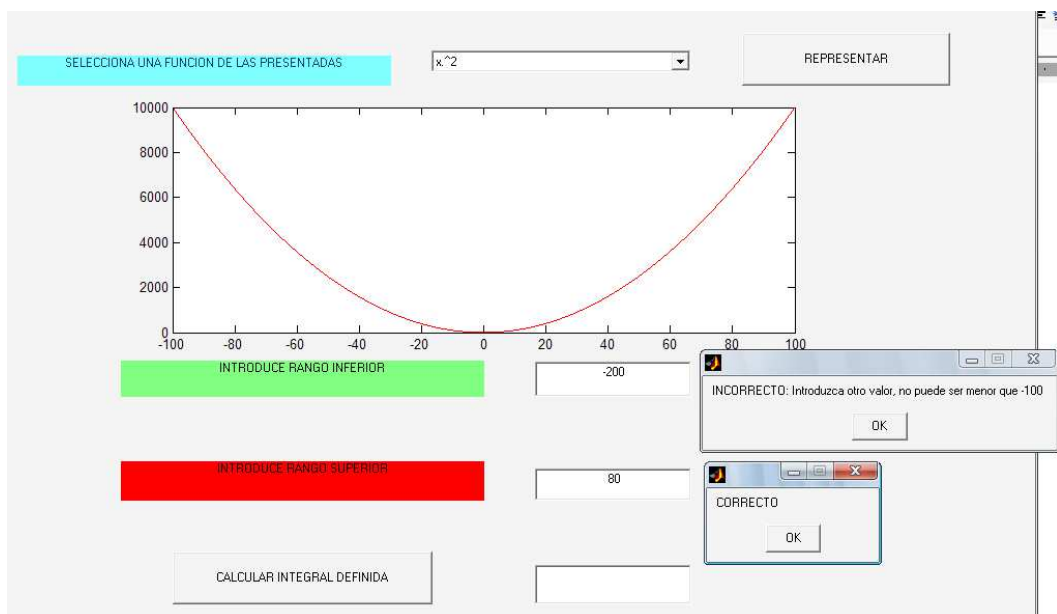 SELECCIONA UNA FUNCION DE LAS PRESENTADAS
x.^2
REPRESENTAR
10000
8000
6000
4000
2000
0
-100 -80 -60 -40 -20 0 20 40 60 80 100
INTRODUCE RANGO INFERIOR
-200
INCORRECTO: Introduzca otro valor, no puede ser menor que -100
OK
INTRODUCE RANGO SUPERIOR
80
CORRECTO
OK
CALCULAR INTEGRAL DEFINIDA